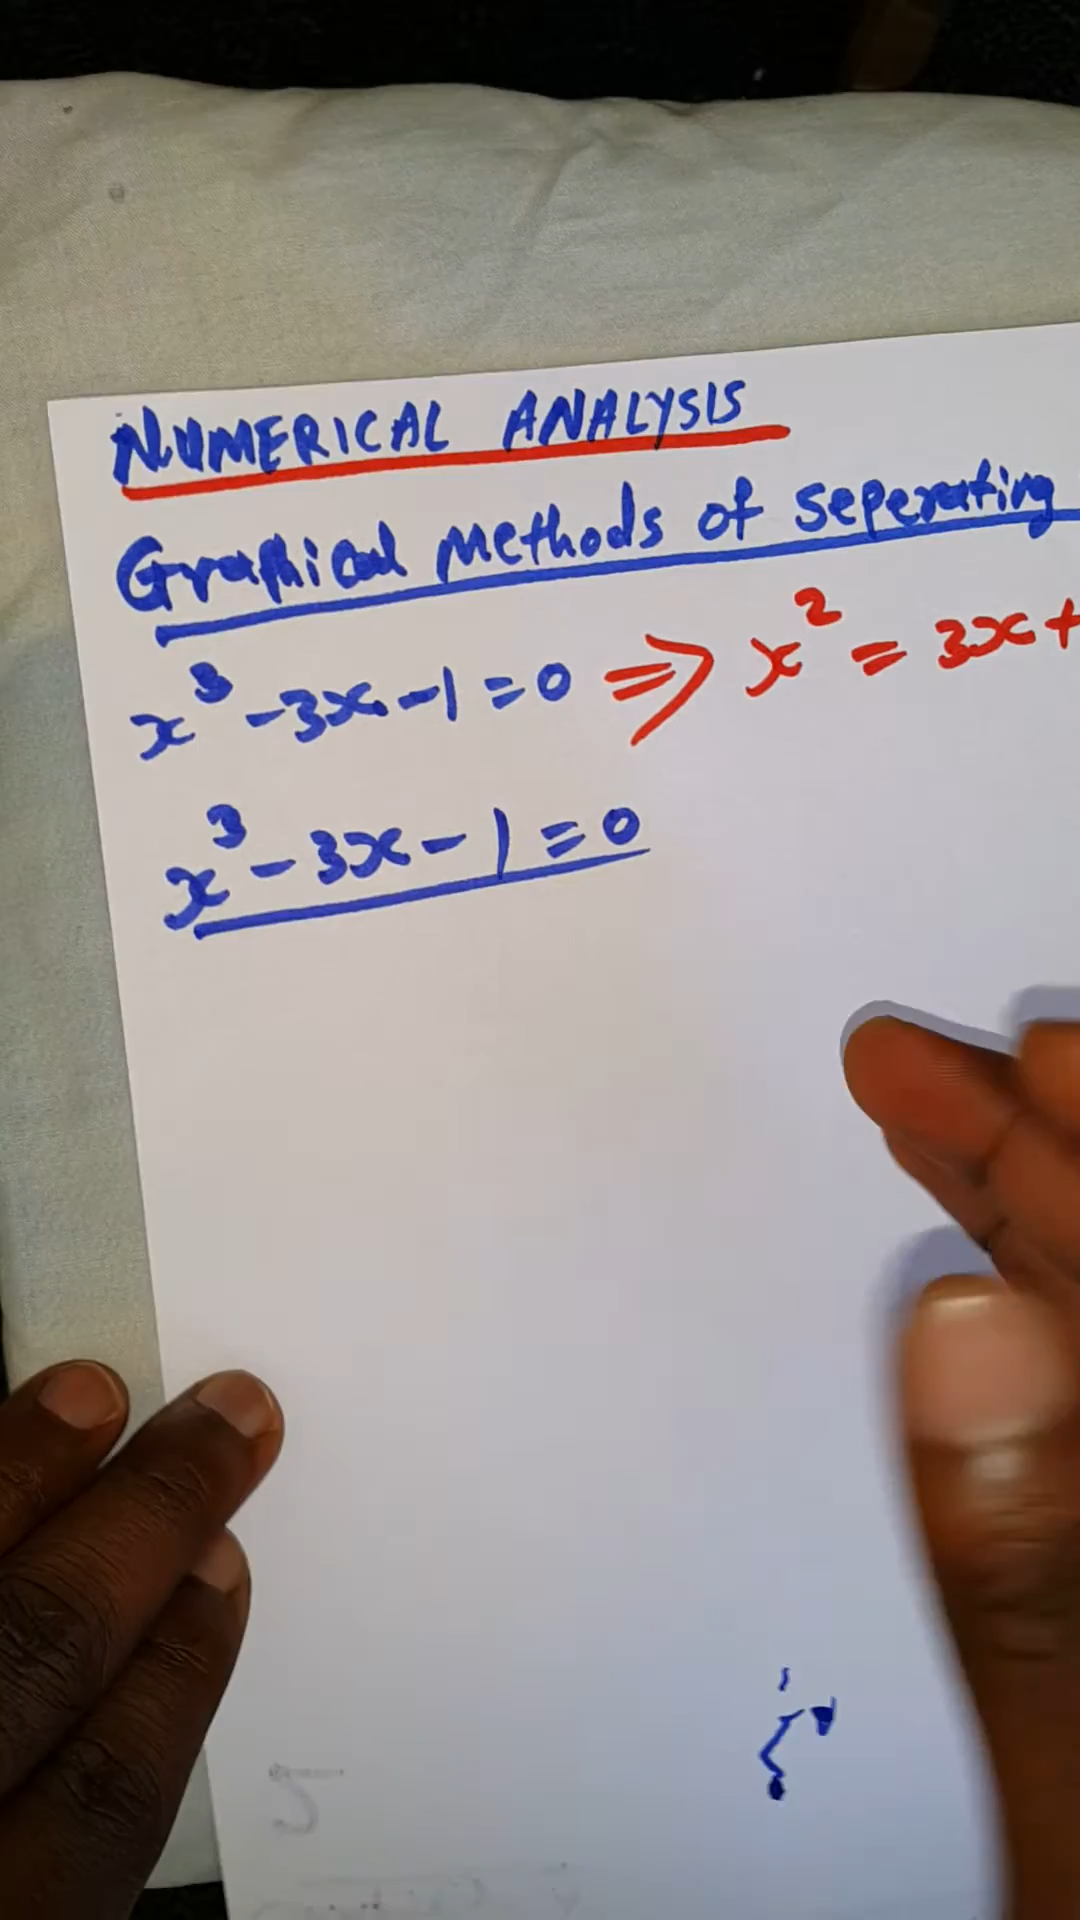 NUMERICAL ANALYSIS
Graphical Methods of seperating
x³ - 3x - 1 = 0 ⇒ x² = 3x +
x³ - 3x - 1 = 0